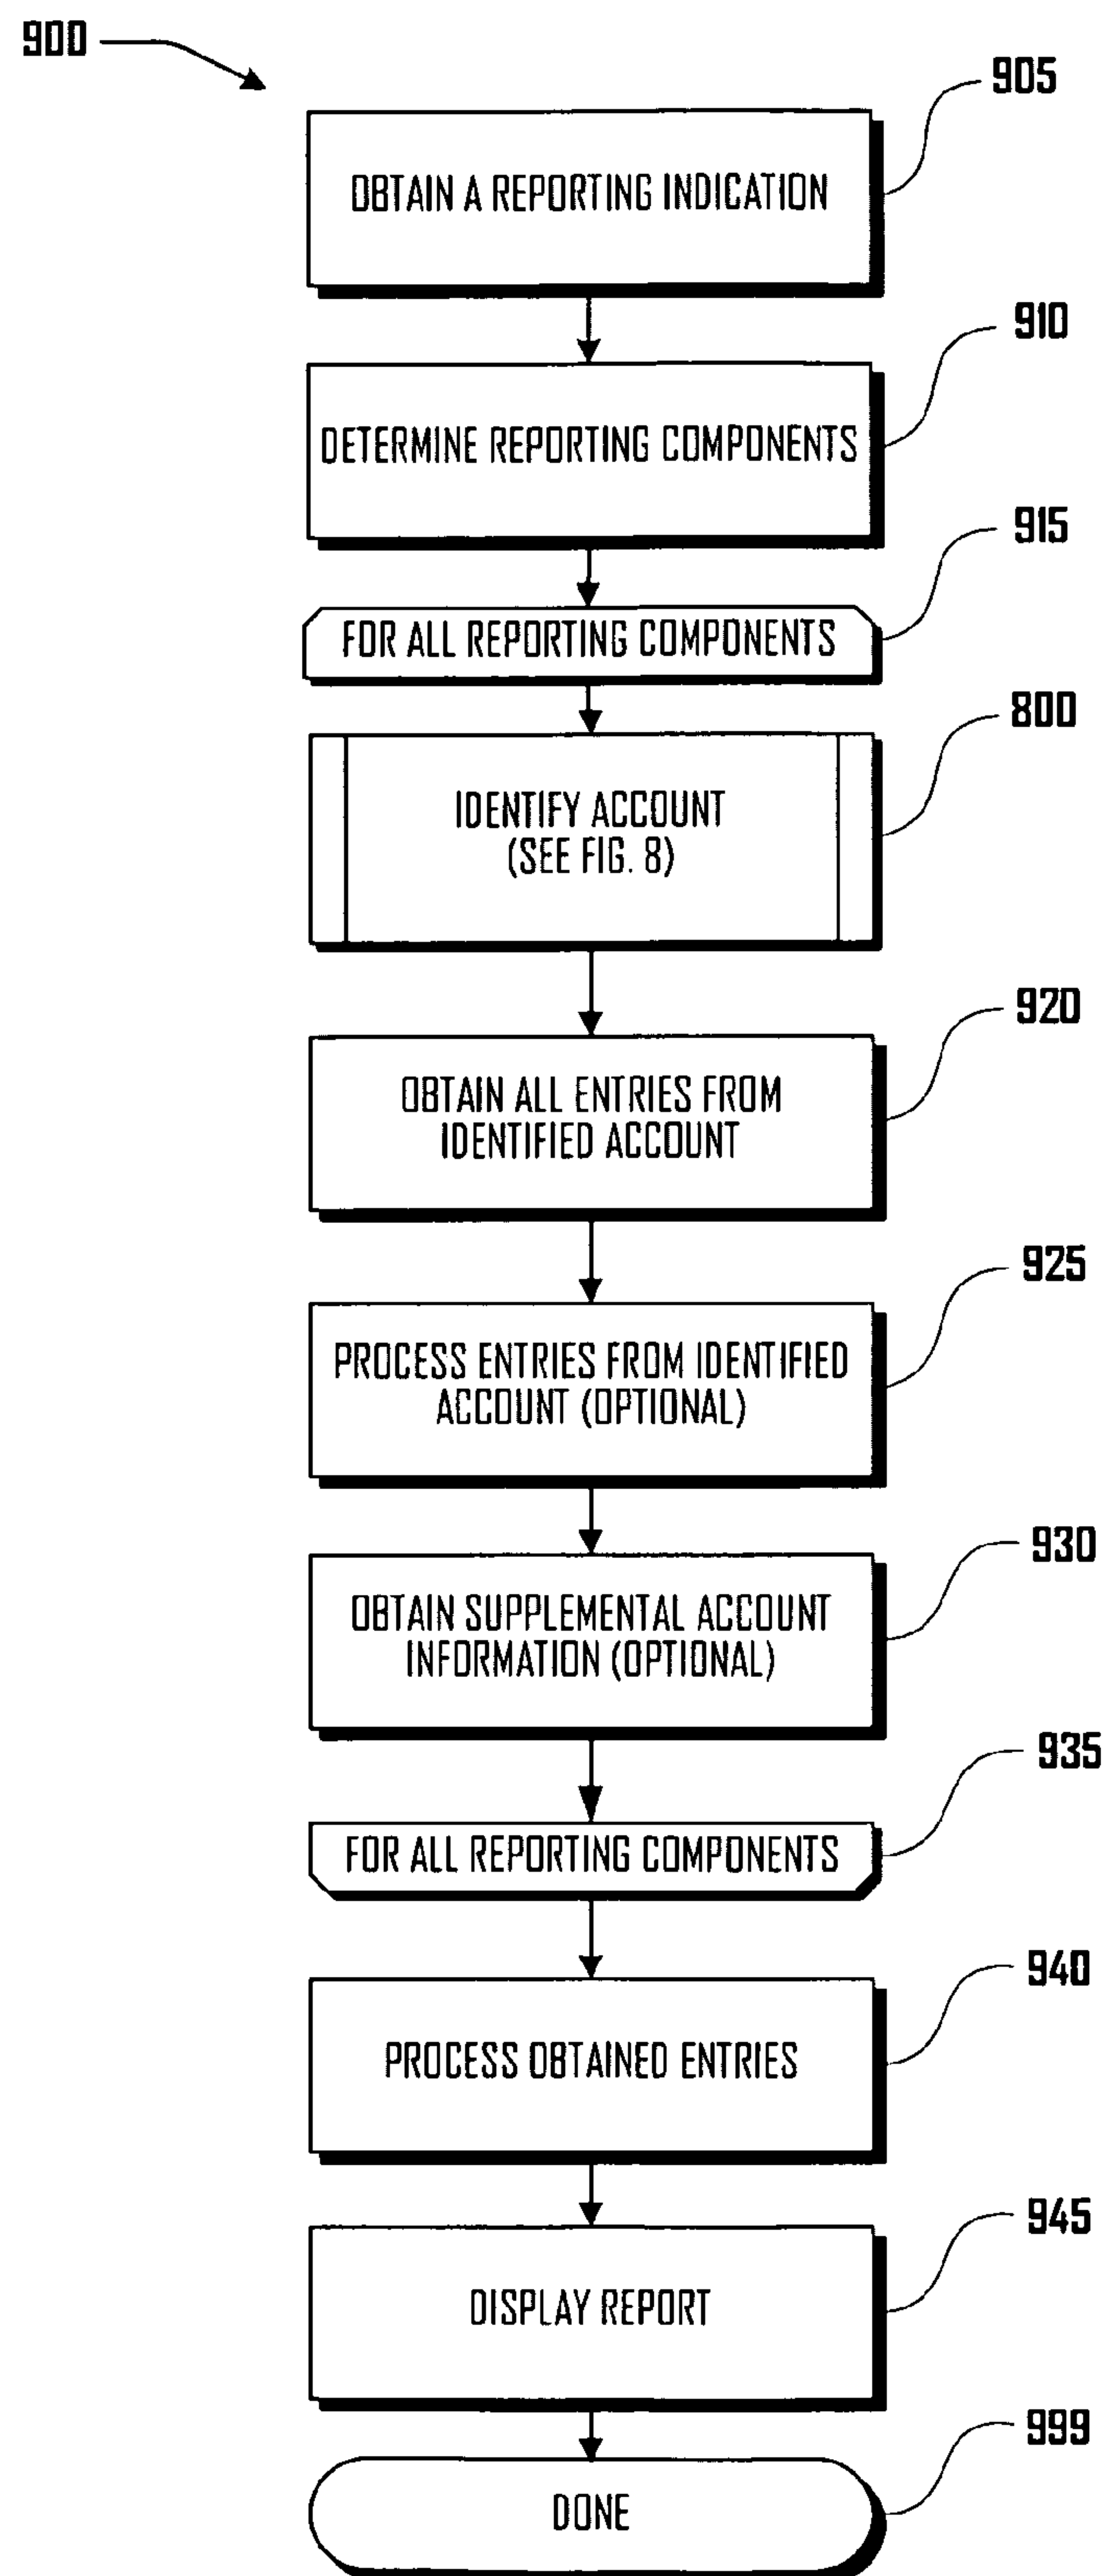 900
905
OBTAIN A REPORTING INDICATION
910
DETERMINE REPORTING COMPONENTS
915
FOR ALL REPORTING COMPONENTS
800
IDENTIFY ACCOUNT
(SEE FIG. 8)
920
OBTAIN ALL ENTRIES FROM
IDENTIFIED ACCOUNT
925
PROCESS ENTRIES FROM IDENTIFIED
ACCOUNT (OPTIONAL)
930
OBTAIN SUPPLEMENTAL ACCOUNT
INFORMATION (OPTIONAL)
935
FOR ALL REPORTING COMPONENTS
940
PROCESS OBTAINED ENTRIES
945
DISPLAY REPORT
999
DONE